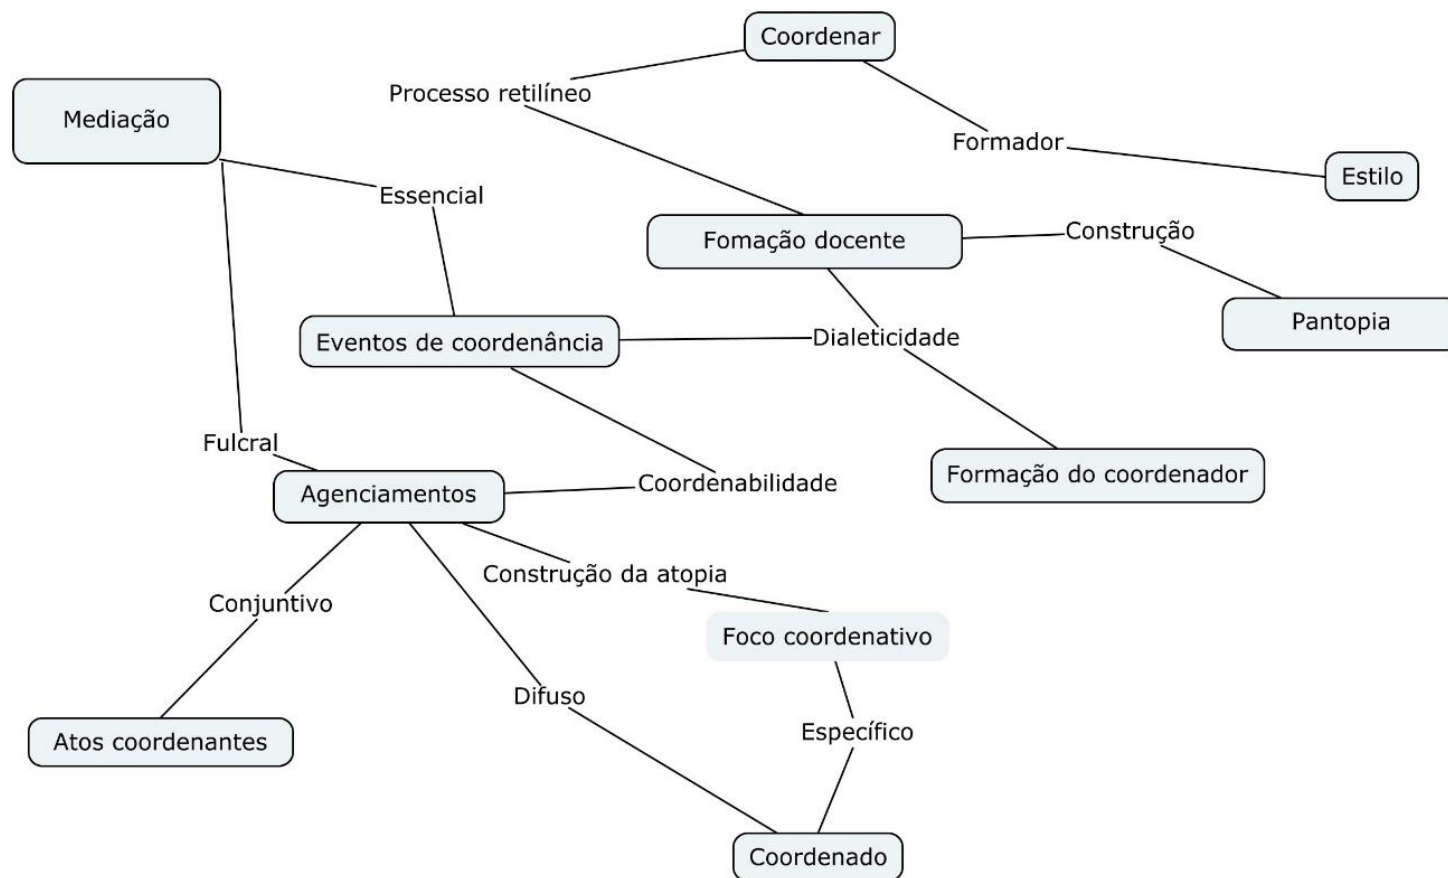 Coordenar
Processo retilíneo
Mediação
Formador
Estilo
Essencial
Construção
Fomação docente
Pantopia
Dialeticidade
Eventos de coordenância
Fulcral
Formação do coordenador
Coordenabilidade
Agenciamentos
Construção da atopia
Conjuntivo
Foco coordenativo
Difuso
Específico
Atos coordenantes
Coordenado